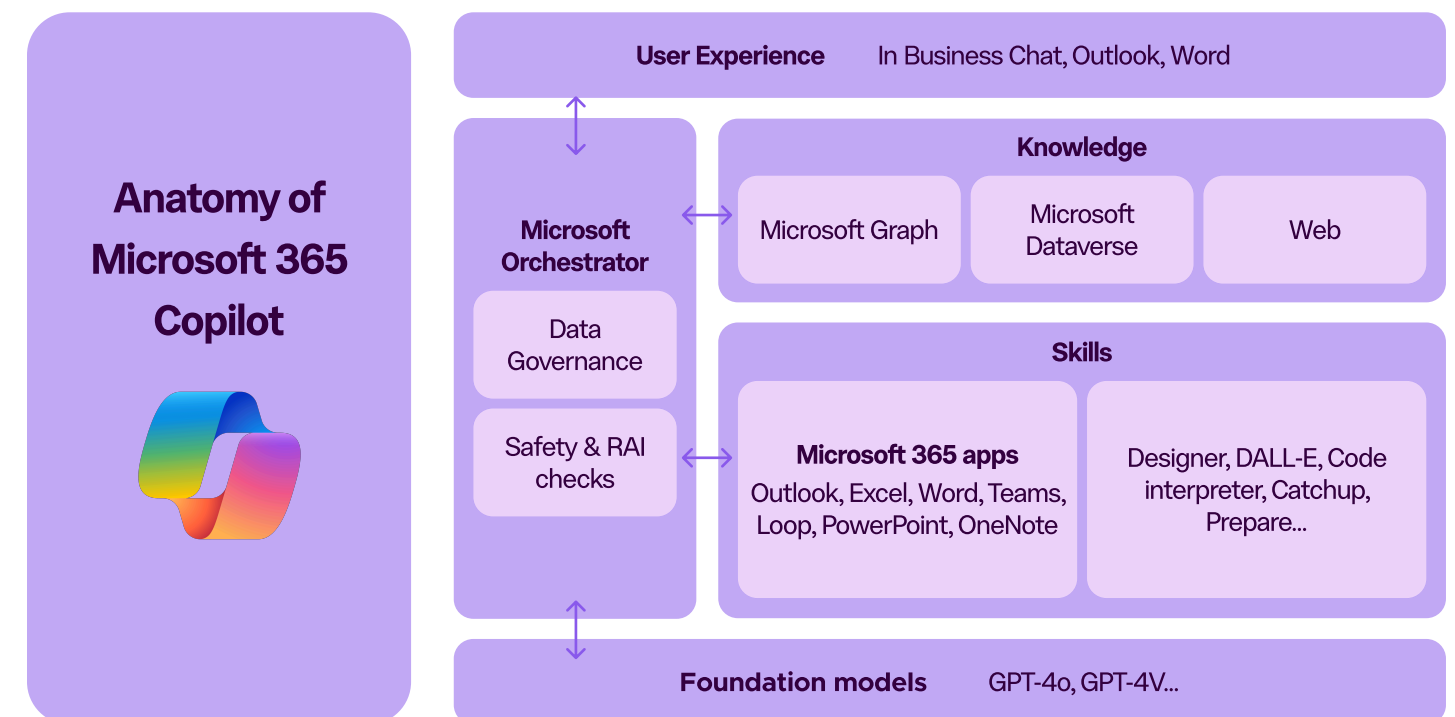 Anatomy of
Microsoft 365
Copilot
User Experience In Business Chat, Outlook, Word
Microsoft
Orchestrator
Data
Governance
Safety & RAI
checks
Knowledge
Microsoft Graph
Microsoft
Dataverse
Web
Skills
Microsoft 365 apps
Outlook, Excel, Word, Teams,
Loop, PowerPoint, OneNote
Designer, DALL-E, Code
interpreter, Catchup,
Prepare...
Foundation models GPT-4o, GPT-4V...